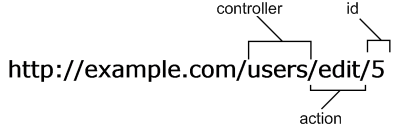 controller id
http://example.com/users/edit/5
action